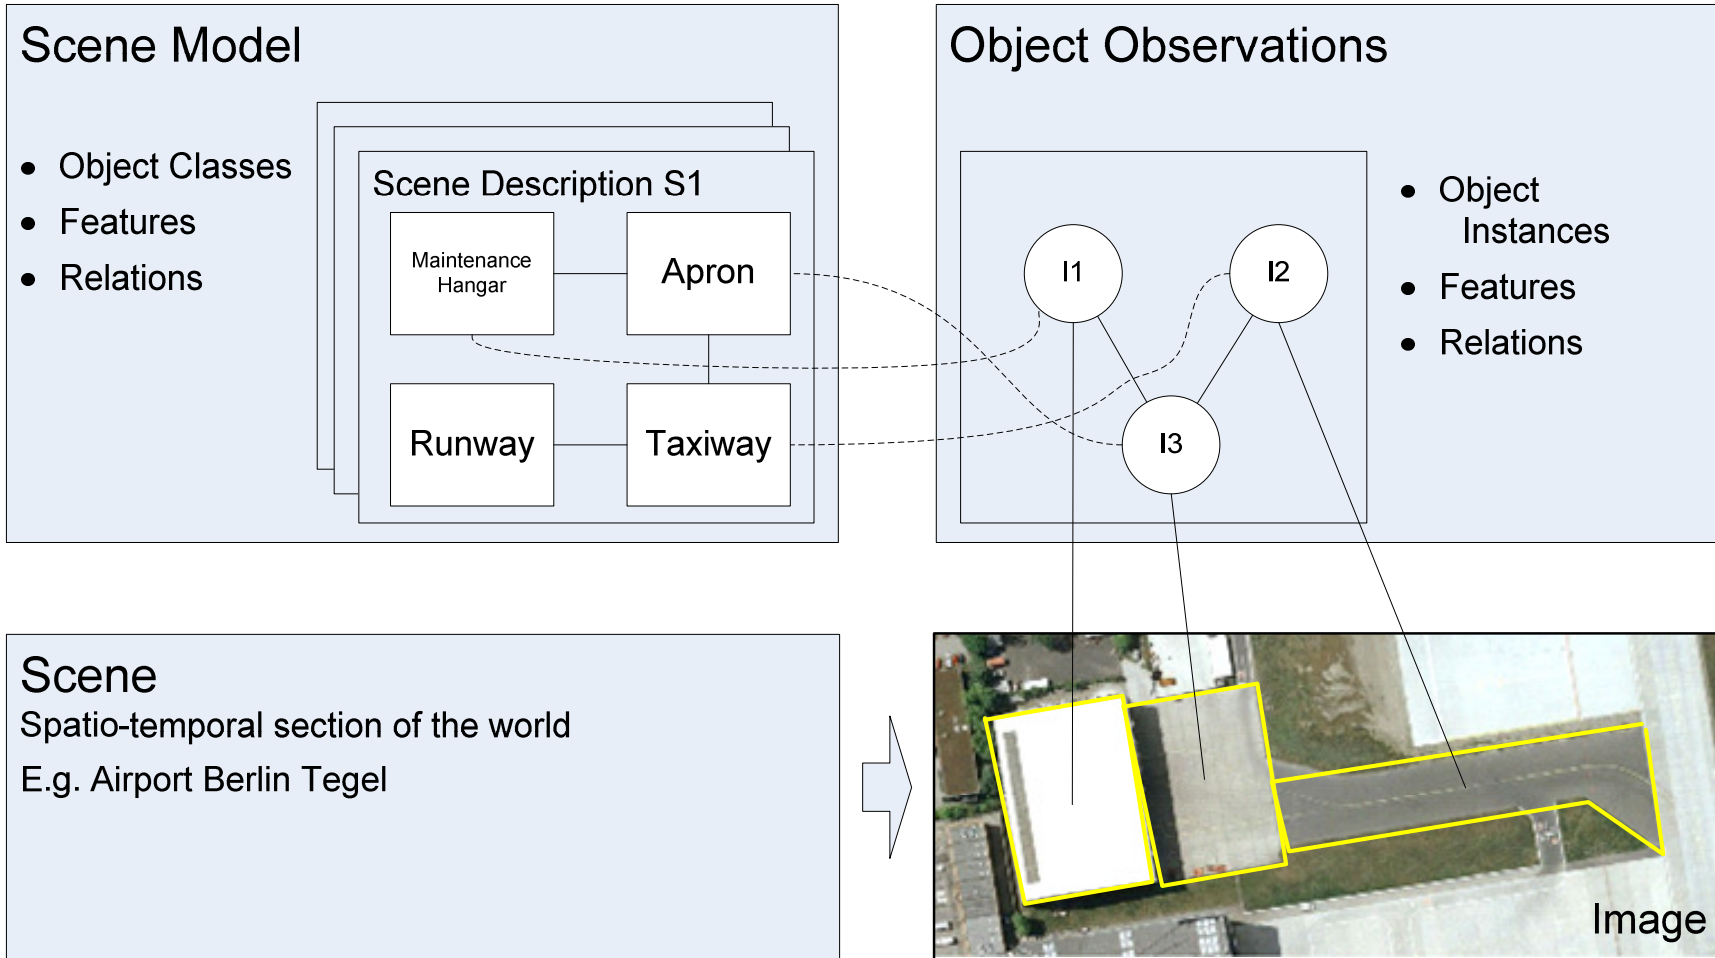 Scene Model
• Object Classes
• Features
• Relations
Scene Description S1
Maintenance
Hangar
Apron
Runway
Taxiway
Object Observations
I1
I2
I3
• Object
Instances
• Features
• Relations
Scene
Spatio-temporal section of the world
E.g. Airport Berlin Tegel
Image